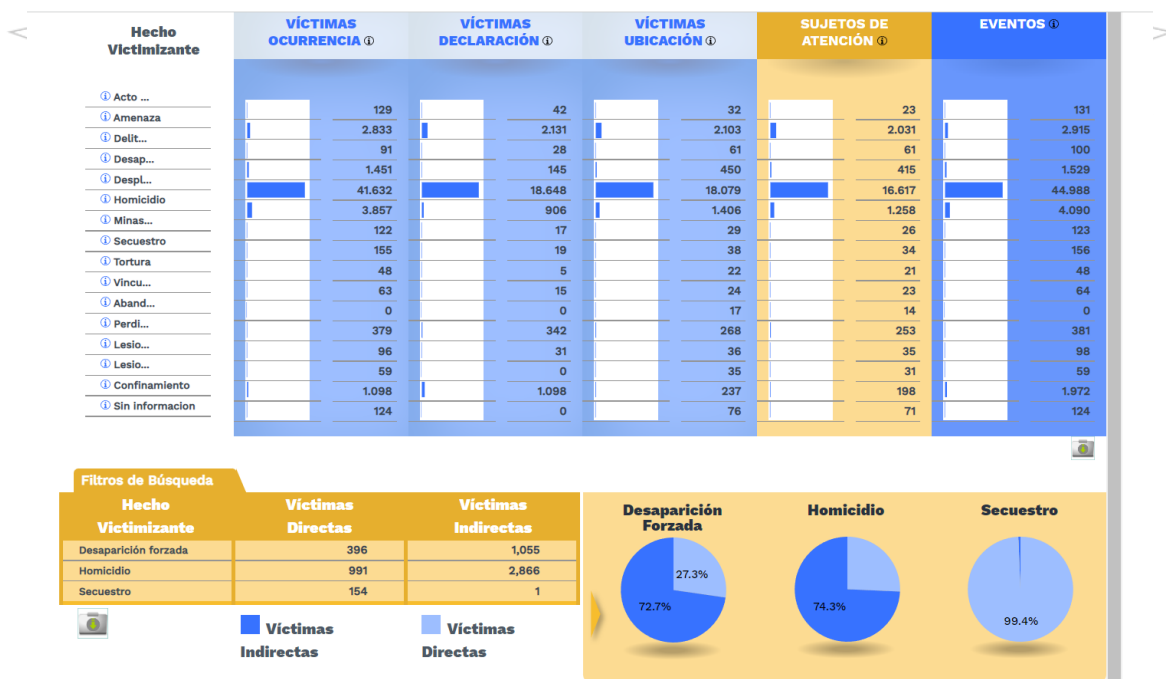 Hecho Victimizante VÍCTIMAS OCURRENCIA VÍCTIMAS DECLARACIÓN VÍCTIMAS UBICACIÓN SUJETOS DE ATENCIÓN EVENTOS
Acto ... 129 42 32 23 131
Amenaza 2.833 2.131 2.103 2.031 2.915
Delit... 91 28 61 61 100
Desap... 1.451 145 450 415 1.529
Despl... 41.632 18.648 18.079 16.617 44.988
Homicidio 3.857 906 1.406 1.258 4.090
Minas... 122 17 29 26 123
Secuestro 155 19 38 34 156
Tortura 48 5 22 21 48
Vincu... 63 15 24 23 64
Aband... 0 0 17 14 0
Perdi... 379 342 268 253 381
Lesio... 96 31 36 35 98
Lesio... 59 0 35 31 59
Confinamiento 1.098 1.098 237 198 1.972
Sin informacion 124 0 76 71 124
Filtros de Búsqueda
Hecho Victimizante Víctimas Directas Víctimas Indirectas
Desaparición forzada 396 1,055
Homicidio 991 2,866
Secuestro 154 1
Víctimas Indirectas
Víctimas Directas
Desaparición Forzada
27.3%
72.7%
Homicidio
74.3%
Secuestro
99.4%